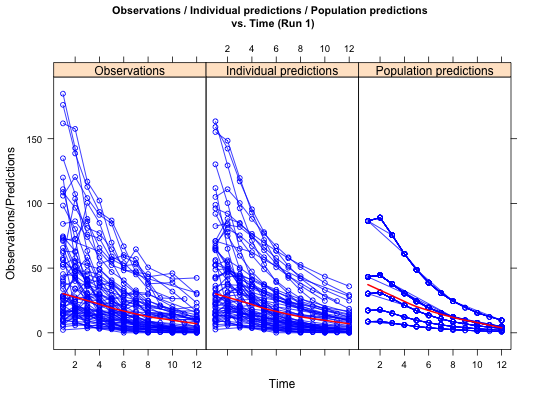 Observations / Individual predictions / Population predictions
vs. Time (Run 1)
2 4 6 8 10 12
Observations Individual predictions Population predictions
150
100
50
0
Observations/Predictions
2 4 6 8 10 12 2 4 6 8 10 12
Time